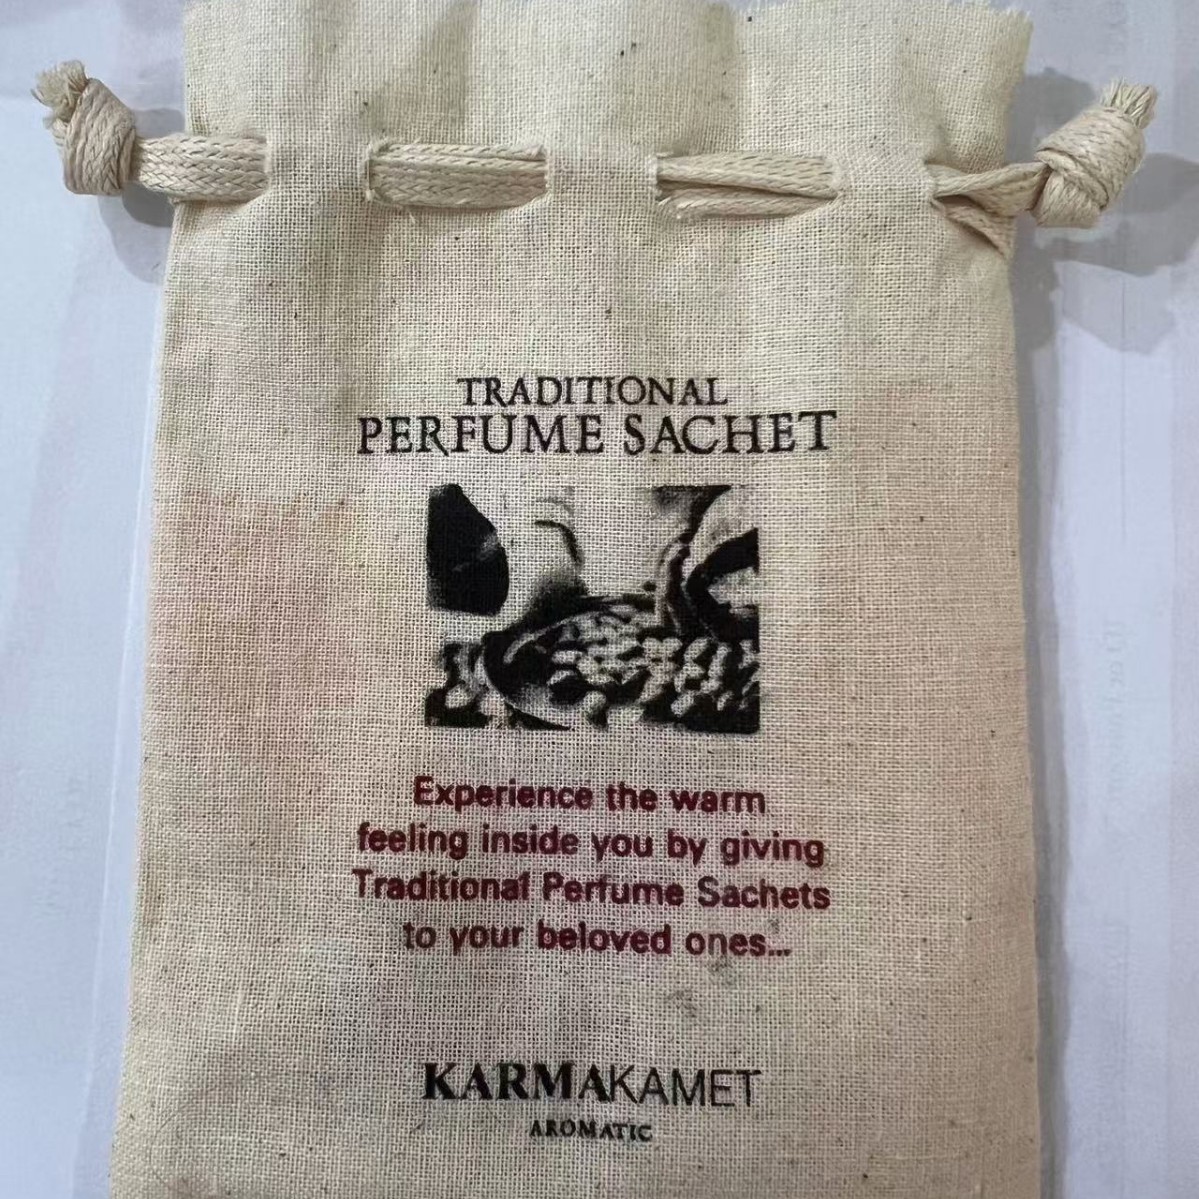 TRADITIONAL
PERFUME SACHET
Experience the warm
feeling inside you by giving
Traditional Perfume Sachets
to your beloved ones...
KARMAKAMET
AROMATIC